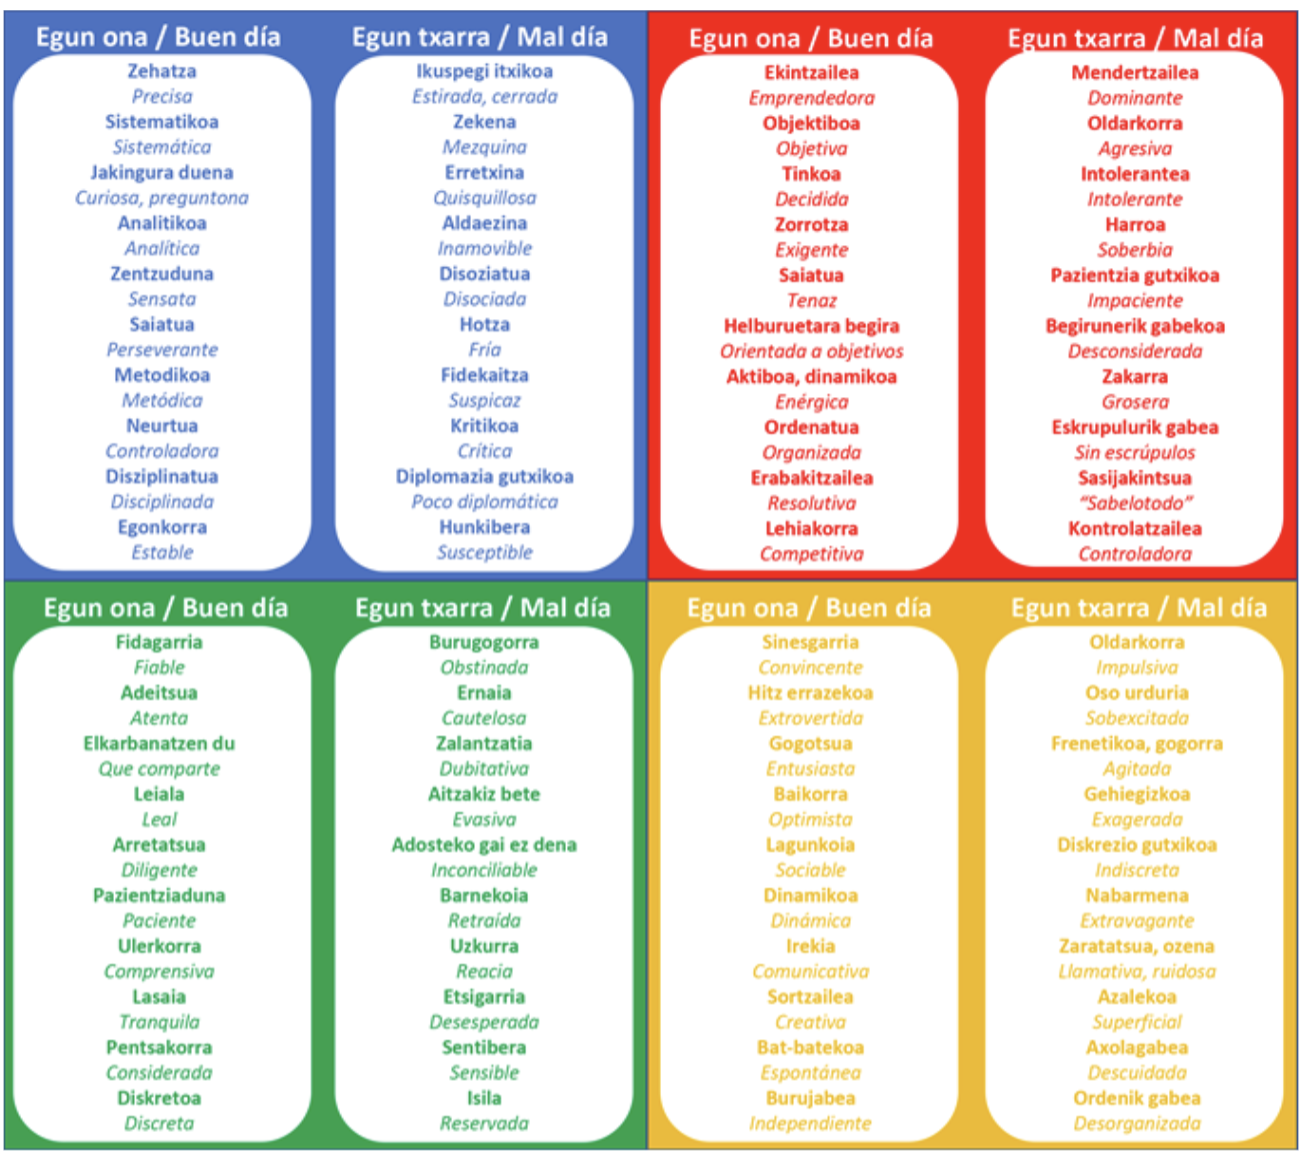 Egun ona / Buen día
Zehatza
Precisa
Sistematikoa
Sistemática
Jakingura duena
Curiosa, preguntona
Analitikoa
Analítica
Zentzuduna
Sensata
Saiatua
Perseverante
Metodikoa
Metódica
Neurtua
Controladora
Disziplinatua
Disciplinada
Egonkorra
Estable
Egun txarra / Mal día
Ikuspegi itxikoa
Estirada, cerrada
Zekena
Mezquina
Erretxina
Quisquillosa
Aldaezina
Inamovible
Disoziatua
Disociada
Hotza
Fría
Fidekaitza
Suspicaz
Kritikoa
Crítica
Diplomazia gutxikoa
Poco diplomática
Hunkibera
Susceptible
Egun ona / Buen día
Ekintzailea
Emprendedora
Objektiboa
Objetiva
Tinkoa
Decidida
Zorrotza
Exigente
Saiatua
Tenaz
Helburuetara begira
Orientada a objetivos
Aktiboa, dinamikoa
Enérgica
Ordenatua
Organizada
Erabakitzailea
Resolutiva
Lehiakorra
Competitiva
Egun txarra / Mal día
Mendertzailea
Dominante
Oldarkorra
Agresiva
Intolerantea
Intolerante
Harroa
Soberbia
Pazientzia gutxikoa
Impaciente
Begirunerik gabekoa
Desconsiderada
Zakarra
Grosera
Eskrupulurik gabea
Sin escrúpulos
Sasijakintsua
“Sabelotodo”
Kontrolatzailea
Controladora
Egun ona / Buen día
Fidagarria
Fiable
Adeitsua
Atenta
Elkarbanatzen du
Que comparte
Leiala
Leal
Arretatsua
Diligente
Pazientziaduna
Paciente
Ulerkorra
Comprensiva
Lasaia
Tranquila
Pentsakorra
Considerada
Diskretoa
Discreta
Egun txarra / Mal día
Burugogorra
Obstinada
Ernaia
Cautelosa
Zalantzatia
Dubitativa
Aitzakiz bete
Evasiva
Adosteko gai ez dena
Inconciliable
Barnekoia
Retraída
Uzkurra
Reacia
Etsigarria
Desesperada
Sentibera
Sensible
Isila
Reservada
Egun ona / Buen día
Sinesgarria
Convincente
Hitz errazekoa
Extrovertida
Gogotsua
Entusiasta
Baikorra
Optimista
Lagunkoia
Sociable
Dinamikoa
Dinámica
Irekia
Comunicativa
Sortzailea
Creativa
Bat-batekoa
Espontánea
Burujabea
Independiente
Egun txarra / Mal día
Oldarkorra
Impulsiva
Oso urduria
Sobexcitada
Frenetikoa, gogorra
Agitada
Gehiegizkoa
Exagerada
Diskrezio gutxikoa
Indiscreta
Nabarmena
Extravagante
Zaratatsua, ozena
Llamativa, ruidosa
Azalekoa
Superficial
Axolagabea
Descuidada
Ordenik gabea
Desorganizada